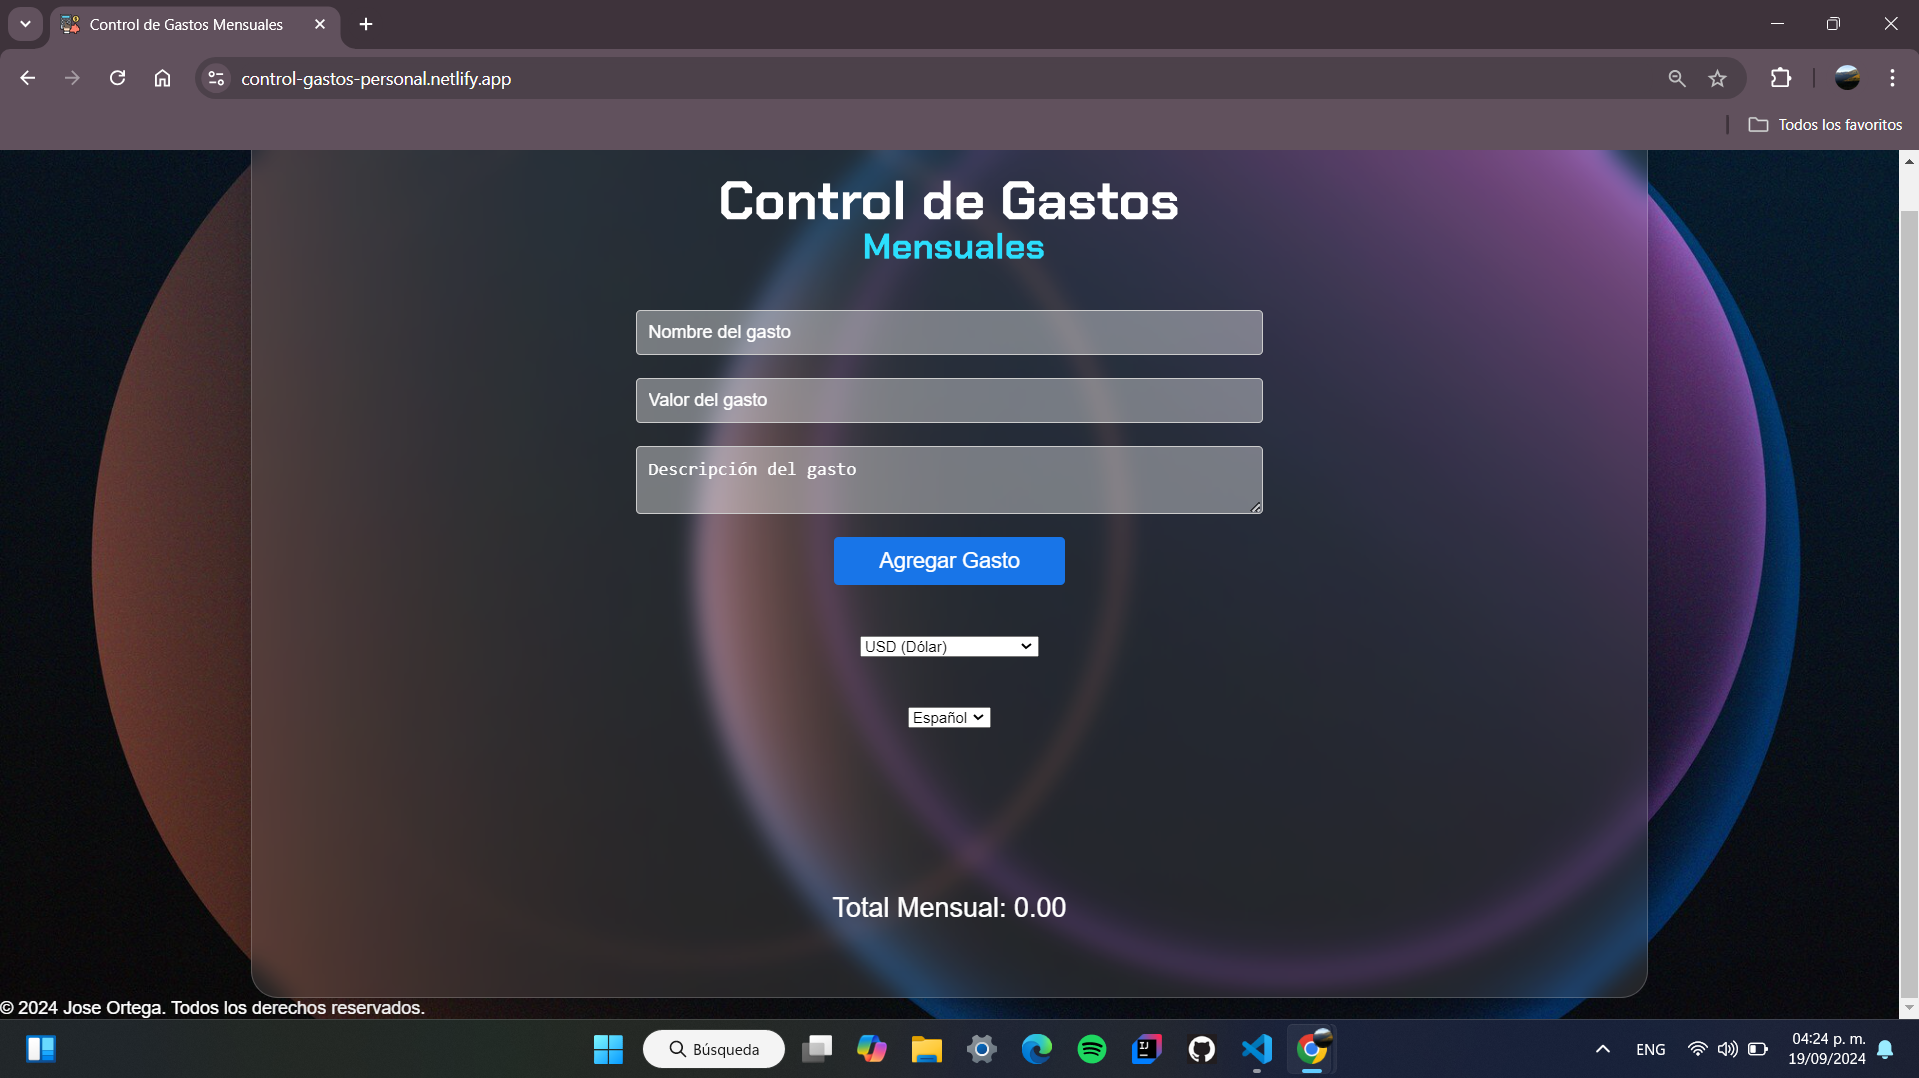 Control de Gastos Mensuales
control-gastos-personal.netlify.app
Todos los favoritos
Control de Gastos
Mensuales
Nombre del gasto
Valor del gasto
Descripción del gasto
Agregar Gasto
USD (Dólar)
Español
Total Mensual: 0.00
© 2024 Jose Ortega. Todos los derechos reservados.
Búsqueda
IJ
ENG
04:24 p. m.
19/09/2024